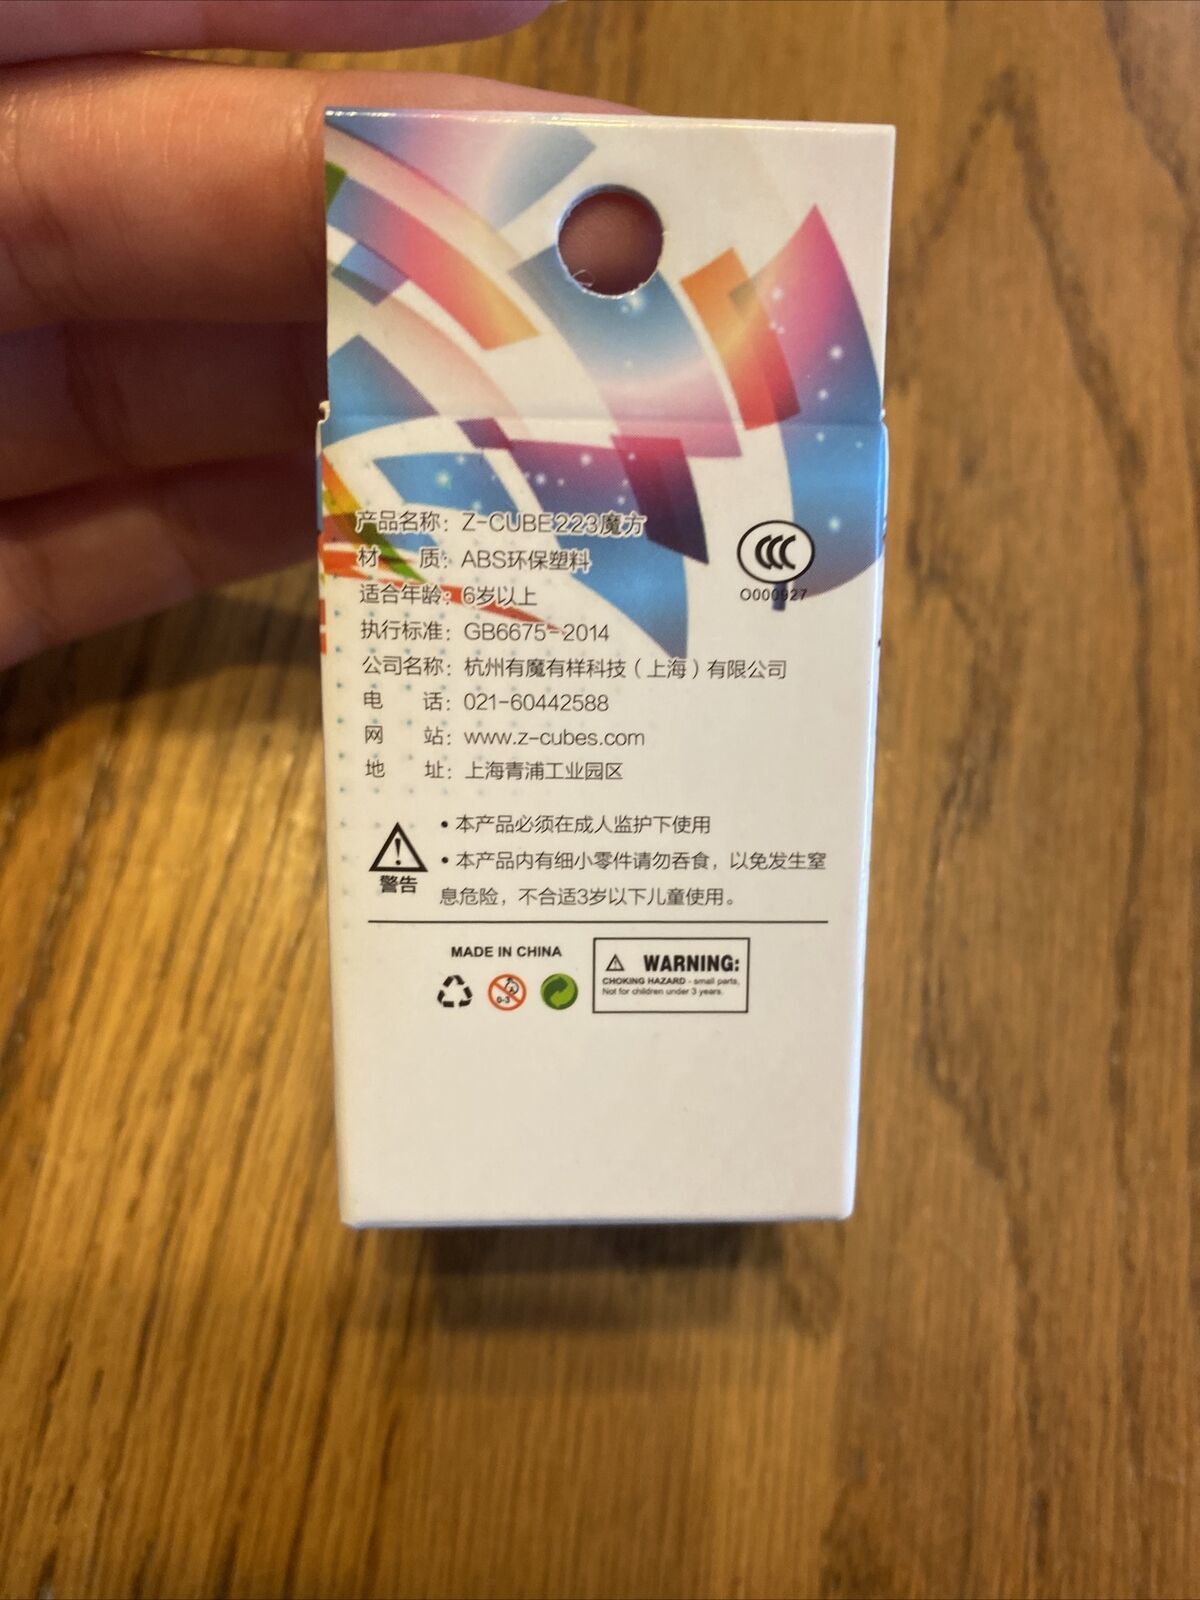 产品名称：Z-CUBE223魔方
材 质：ABS环保塑料
适合年龄：6岁以上
执行标准：GB6675-2014
公司名称：杭州有魔有样科技（上海）有限公司
电 话：021-60442588
网 站：www.z-cubes.com
地 址：上海青浦工业园区
CCC
O000927
警告
• 本产品必须在成人监护下使用
• 本产品内有细小零件请勿吞食，以免发生窒
息危险，不合适3岁以下儿童使用。
MADE IN CHINA
0-3
WARNING:
CHOKING HAZARD - small parts,
Not for children under 3 years.